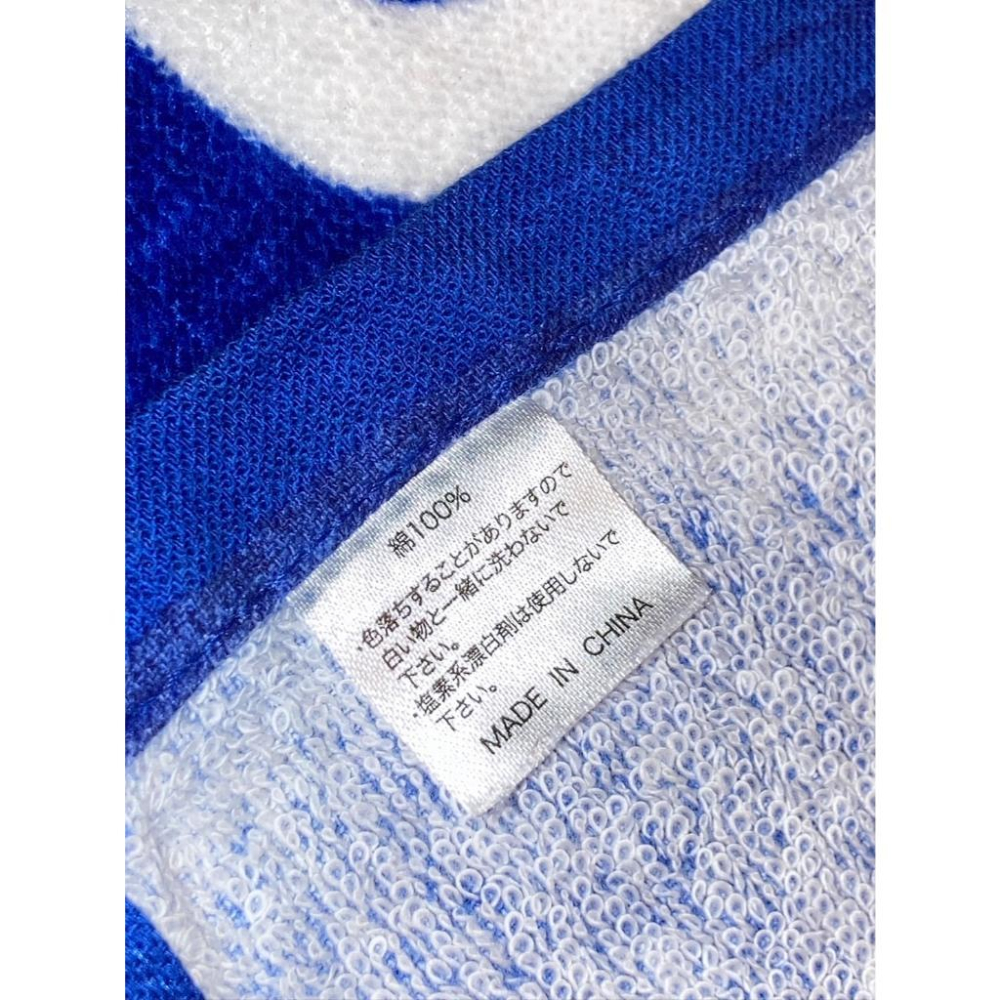 綿100%
・色落ちすることがありますので
白い物と一緒に洗わないで
下さい。
・塩素系漂白剤は使用しないで
下さい。
MADE IN CHINA